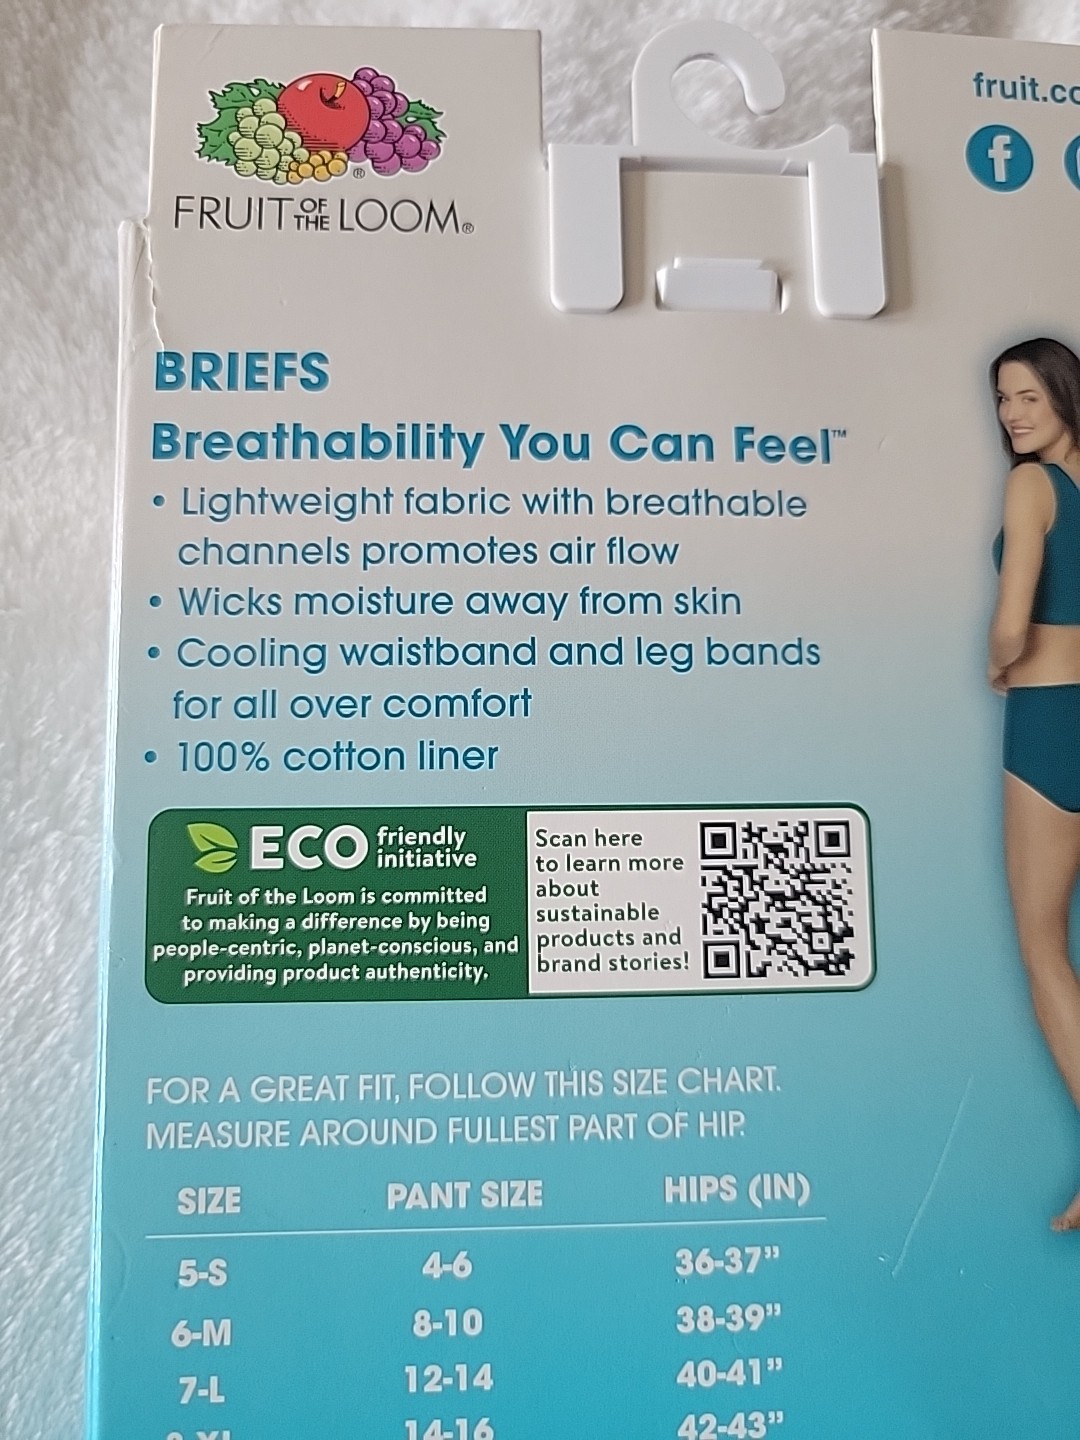 fruit.co
FRUIT OF THE LOOM®
BRIEFS
Breathability You Can Feel™
• Lightweight fabric with breathable
channels promotes air flow
• Wicks moisture away from skin
• Cooling waistband and leg bands
for all over comfort
• 100% cotton liner
ECO friendly initiative
Fruit of the Loom is committed
to making a difference by being
people-centric, planet-conscious, and
providing product authenticity.
Scan here
to learn more
about
sustainable
products and
brand stories!
FOR A GREAT FIT, FOLLOW THIS SIZE CHART.
MEASURE AROUND FULLEST PART OF HIP.
SIZE PANT SIZE HIPS (IN)
5-S 4-6 36-37”
6-M 8-10 38-39”
7-L 12-14 40-41”
14-16 42-43”